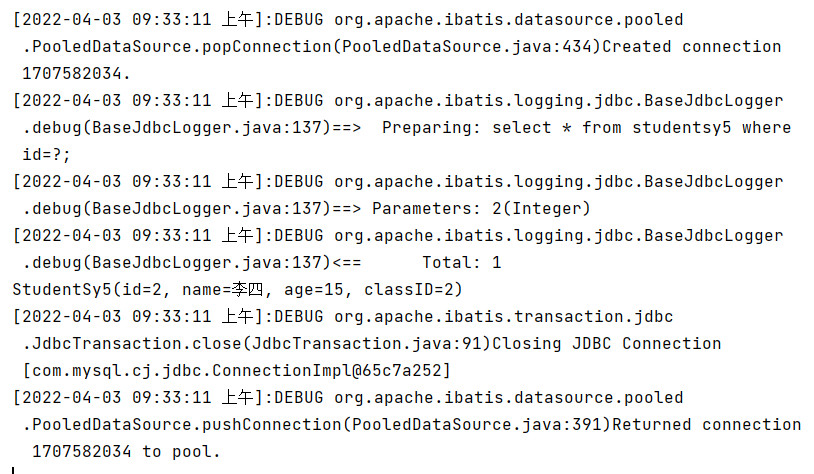 [2022-04-03 09:33:11 上午]:DEBUG org.apache.ibatis.datasource.pooled
.PooledDataSource.popConnection(PooledDataSource.java:434)Created connection
1707582034.
[2022-04-03 09:33:11 上午]:DEBUG org.apache.ibatis.logging.jdbc.BaseJdbcLogger
.debug(BaseJdbcLogger.java:137)==>  Preparing: select * from studentsy5 where
id=?;
[2022-04-03 09:33:11 上午]:DEBUG org.apache.ibatis.logging.jdbc.BaseJdbcLogger
.debug(BaseJdbcLogger.java:137)==> Parameters: 2(Integer)
[2022-04-03 09:33:11 上午]:DEBUG org.apache.ibatis.logging.jdbc.BaseJdbcLogger
.debug(BaseJdbcLogger.java:137)<==      Total: 1
StudentSy5(id=2, name=李四, age=15, classID=2)
[2022-04-03 09:33:11 上午]:DEBUG org.apache.ibatis.transaction.jdbc
.JdbcTransaction.close(JdbcTransaction.java:91)Closing JDBC Connection
[com.mysql.cj.jdbc.ConnectionImpl@65c7a252]
[2022-04-03 09:33:11 上午]:DEBUG org.apache.ibatis.datasource.pooled
.PooledDataSource.pushConnection(PooledDataSource.java:391)Returned connection
1707582034 to pool.